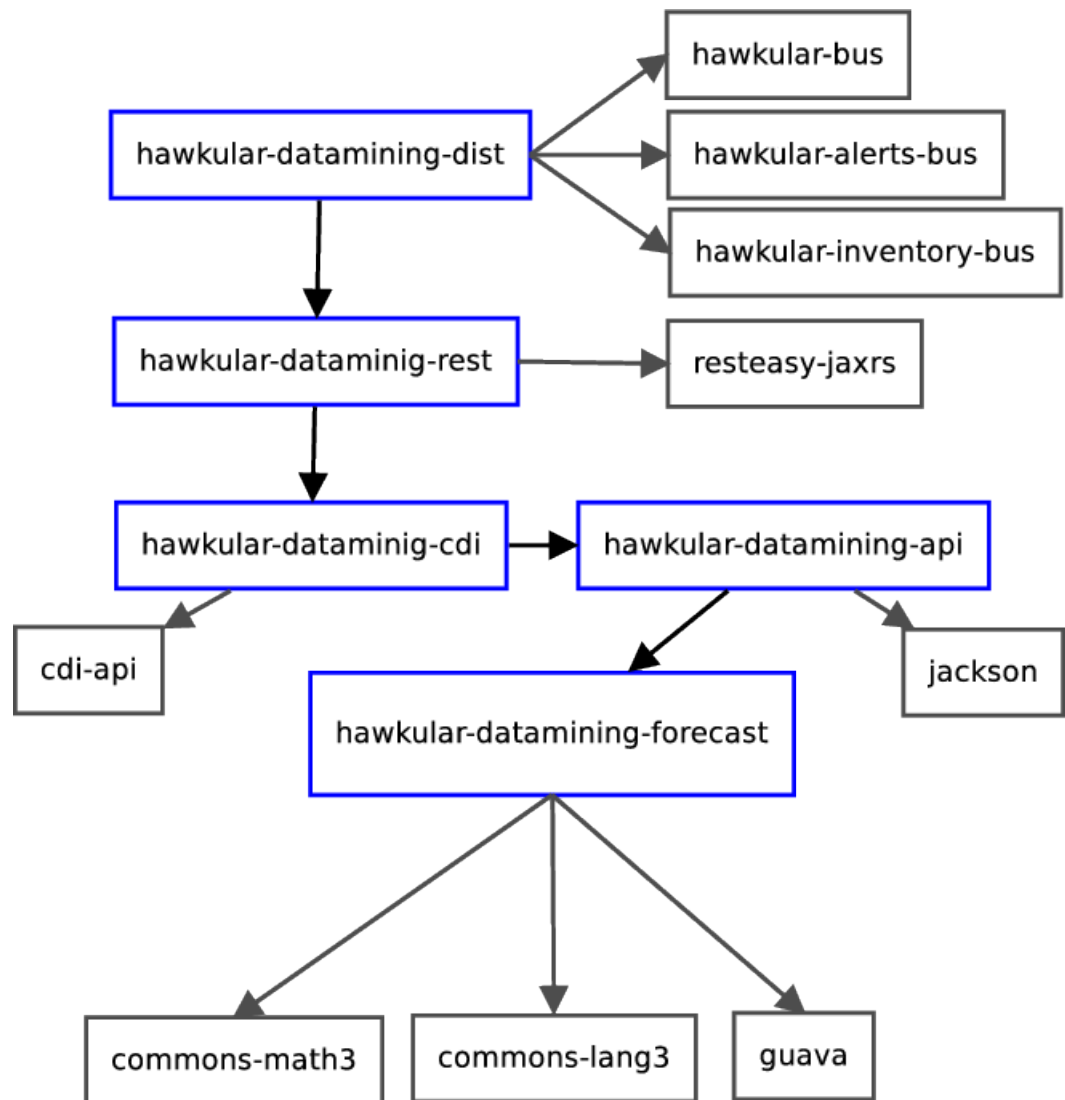 hawkular-bus
hawkular-datamining-dist
hawkular-alerts-bus
hawkular-inventory-bus
hawkular-dataminig-rest
resteasy-jaxrs
hawkular-dataminig-cdi
hawkular-datamining-api
cdi-api
jackson
hawkular-datamining-forecast
commons-math3
commons-lang3
guava